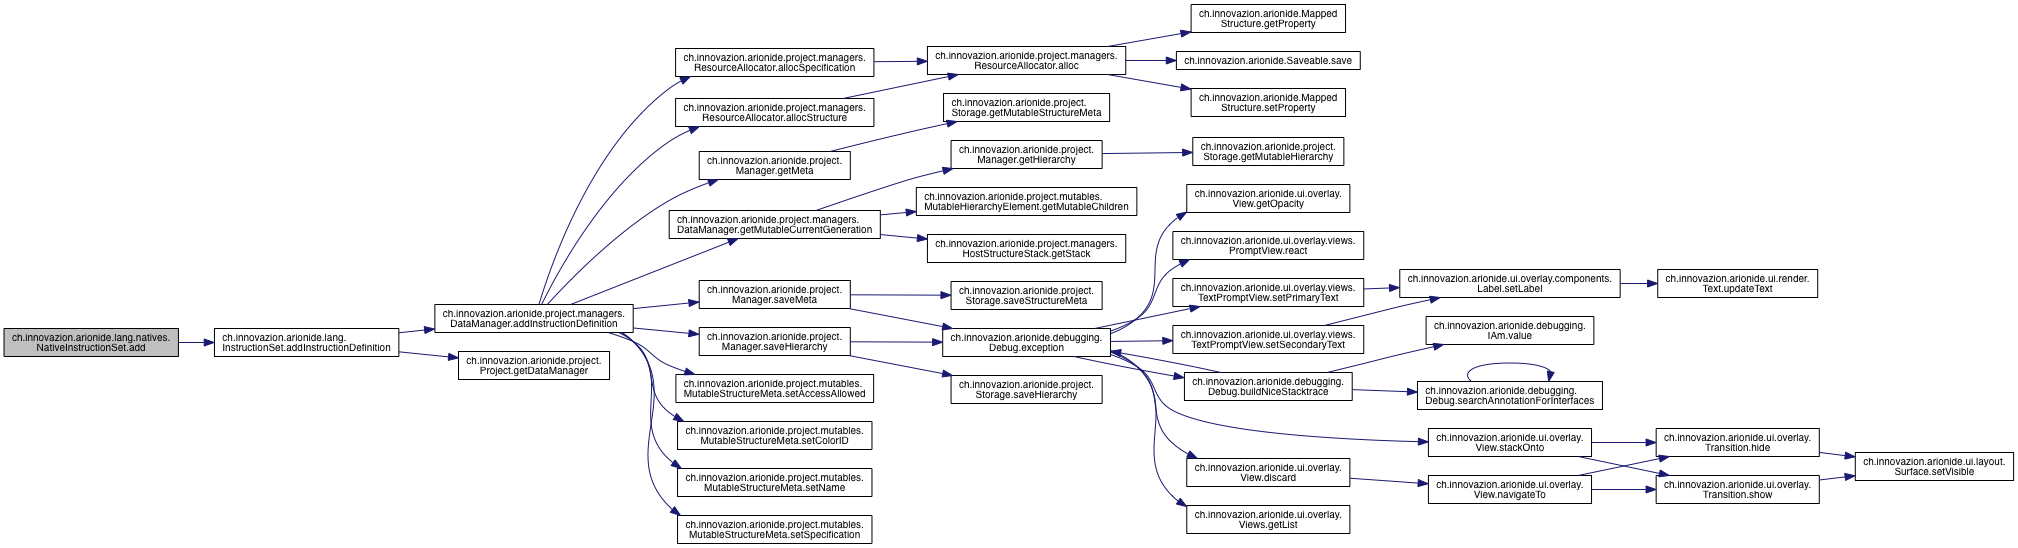 ch.innovazion.arionide.lang.natives.
NativeInstructionSet.add
ch.innovazion.arionide.lang.
InstructionSet.addInstructionDefinition
ch.innovazion.arionide.project.managers.
DataManager.addInstructionDefinition
ch.innovazion.arionide.project.
Project.getDataManager
ch.innovazion.arionide.project.managers.
ResourceAllocator.allocSpecification
ch.innovazion.arionide.project.managers.
ResourceAllocator.allocStructure
ch.innovazion.arionide.project.
Manager.getMeta
ch.innovazion.arionide.project.managers.
DataManager.getMutableCurrentGeneration
ch.innovazion.arionide.project.
Manager.saveMeta
ch.innovazion.arionide.project.
Manager.saveHierarchy
ch.innovazion.arionide.project.mutables.
MutableStructureMeta.setAccessAllowed
ch.innovazion.arionide.project.mutables.
MutableStructureMeta.setColorID
ch.innovazion.arionide.project.mutables.
MutableStructureMeta.setName
ch.innovazion.arionide.project.mutables.
MutableStructureMeta.setSpecification
ch.innovazion.arionide.project.managers.
ResourceAllocator.alloc
ch.innovazion.arionide.project.
Storage.getMutableStructureMeta
ch.innovazion.arionide.project.
Manager.getHierarchy
ch.innovazion.arionide.project.mutables.
MutableHierarchyElement.getMutableChildren
ch.innovazion.arionide.project.managers.
HostStructureStack.getStack
ch.innovazion.arionide.project.
Storage.saveStructureMeta
ch.innovazion.arionide.debugging.
Debug.exception
ch.innovazion.arionide.project.
Storage.saveHierarchy
ch.innovazion.arionide.Mapped
Structure.getProperty
ch.innovazion.arionide.Saveable.save
ch.innovazion.arionide.Mapped
Structure.setProperty
ch.innovazion.arionide.project.
Storage.getMutableHierarchy
ch.innovazion.arionide.ui.overlay.
View.getOpacity
ch.innovazion.arionide.ui.overlay.views.
PromptView.react
ch.innovazion.arionide.ui.overlay.views.
TextPromptView.setPrimaryText
ch.innovazion.arionide.ui.overlay.views.
TextPromptView.setSecondaryText
ch.innovazion.arionide.debugging.
Debug.buildNiceStacktrace
ch.innovazion.arionide.ui.overlay.
View.discard
ch.innovazion.arionide.ui.overlay.
Views.getList
ch.innovazion.arionide.ui.overlay.components.
Label.setLabel
ch.innovazion.arionide.debugging.
IAm.value
ch.innovazion.arionide.debugging.
Debug.searchAnnotationForInterfaces
ch.innovazion.arionide.ui.overlay.
View.stackOnto
ch.innovazion.arionide.ui.overlay.
View.navigateTo
ch.innovazion.arionide.ui.render.
Text.updateText
ch.innovazion.arionide.ui.overlay.
Transition.hide
ch.innovazion.arionide.ui.overlay.
Transition.show
ch.innovazion.arionide.ui.layout.
Surface.setVisible